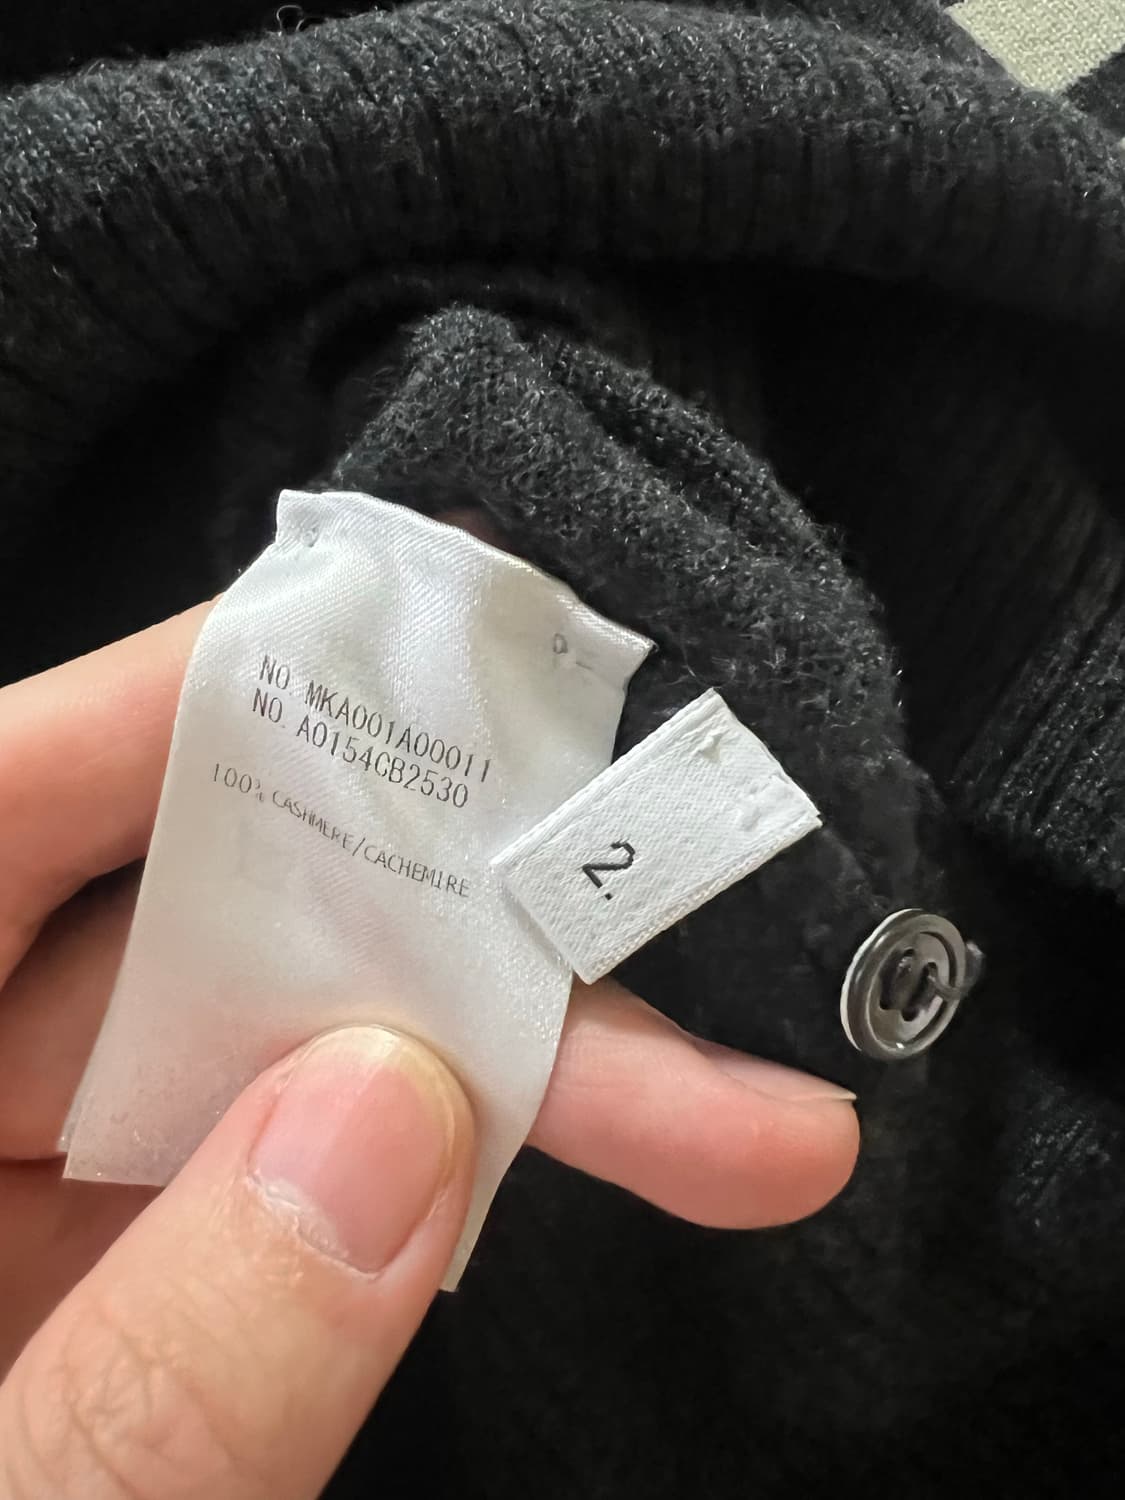 NO. MKA001A00011
NO. A0154CB2530
100% CASHMERE/CACHEMIRE
2.